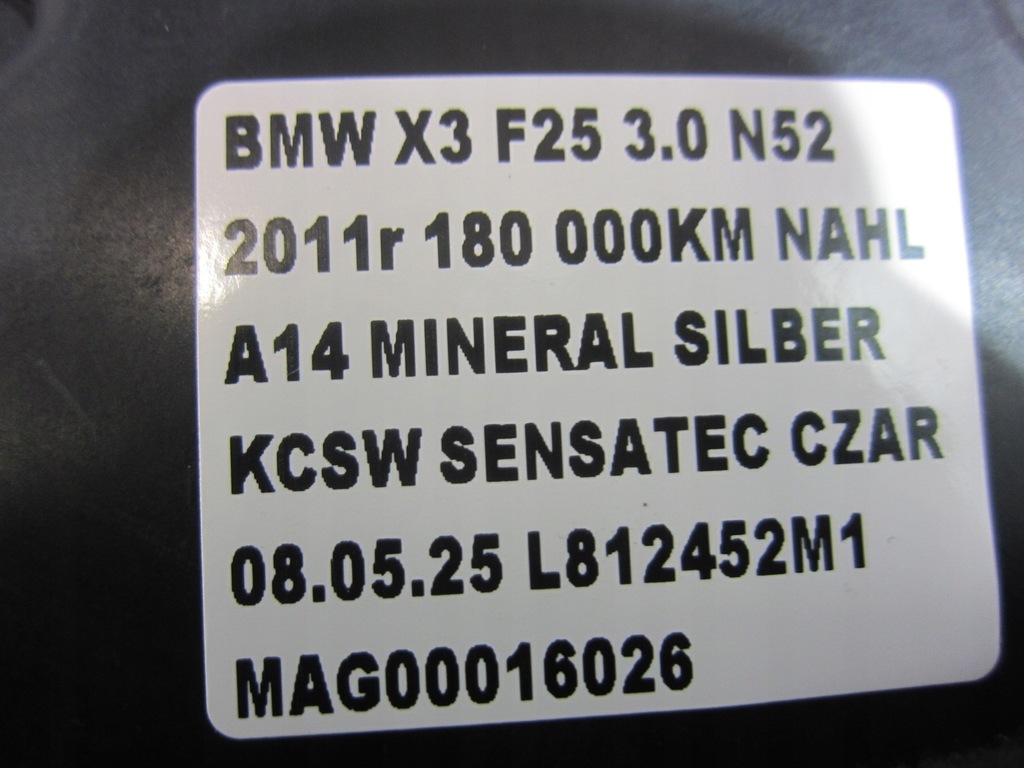 BMW X3 F25 3.0 N52
2011r 180 000KM NAHL
A14 MINERAL SILBER
KCSW SENSATEC CZAR
08.05.25 L812452M1
MAG00016026